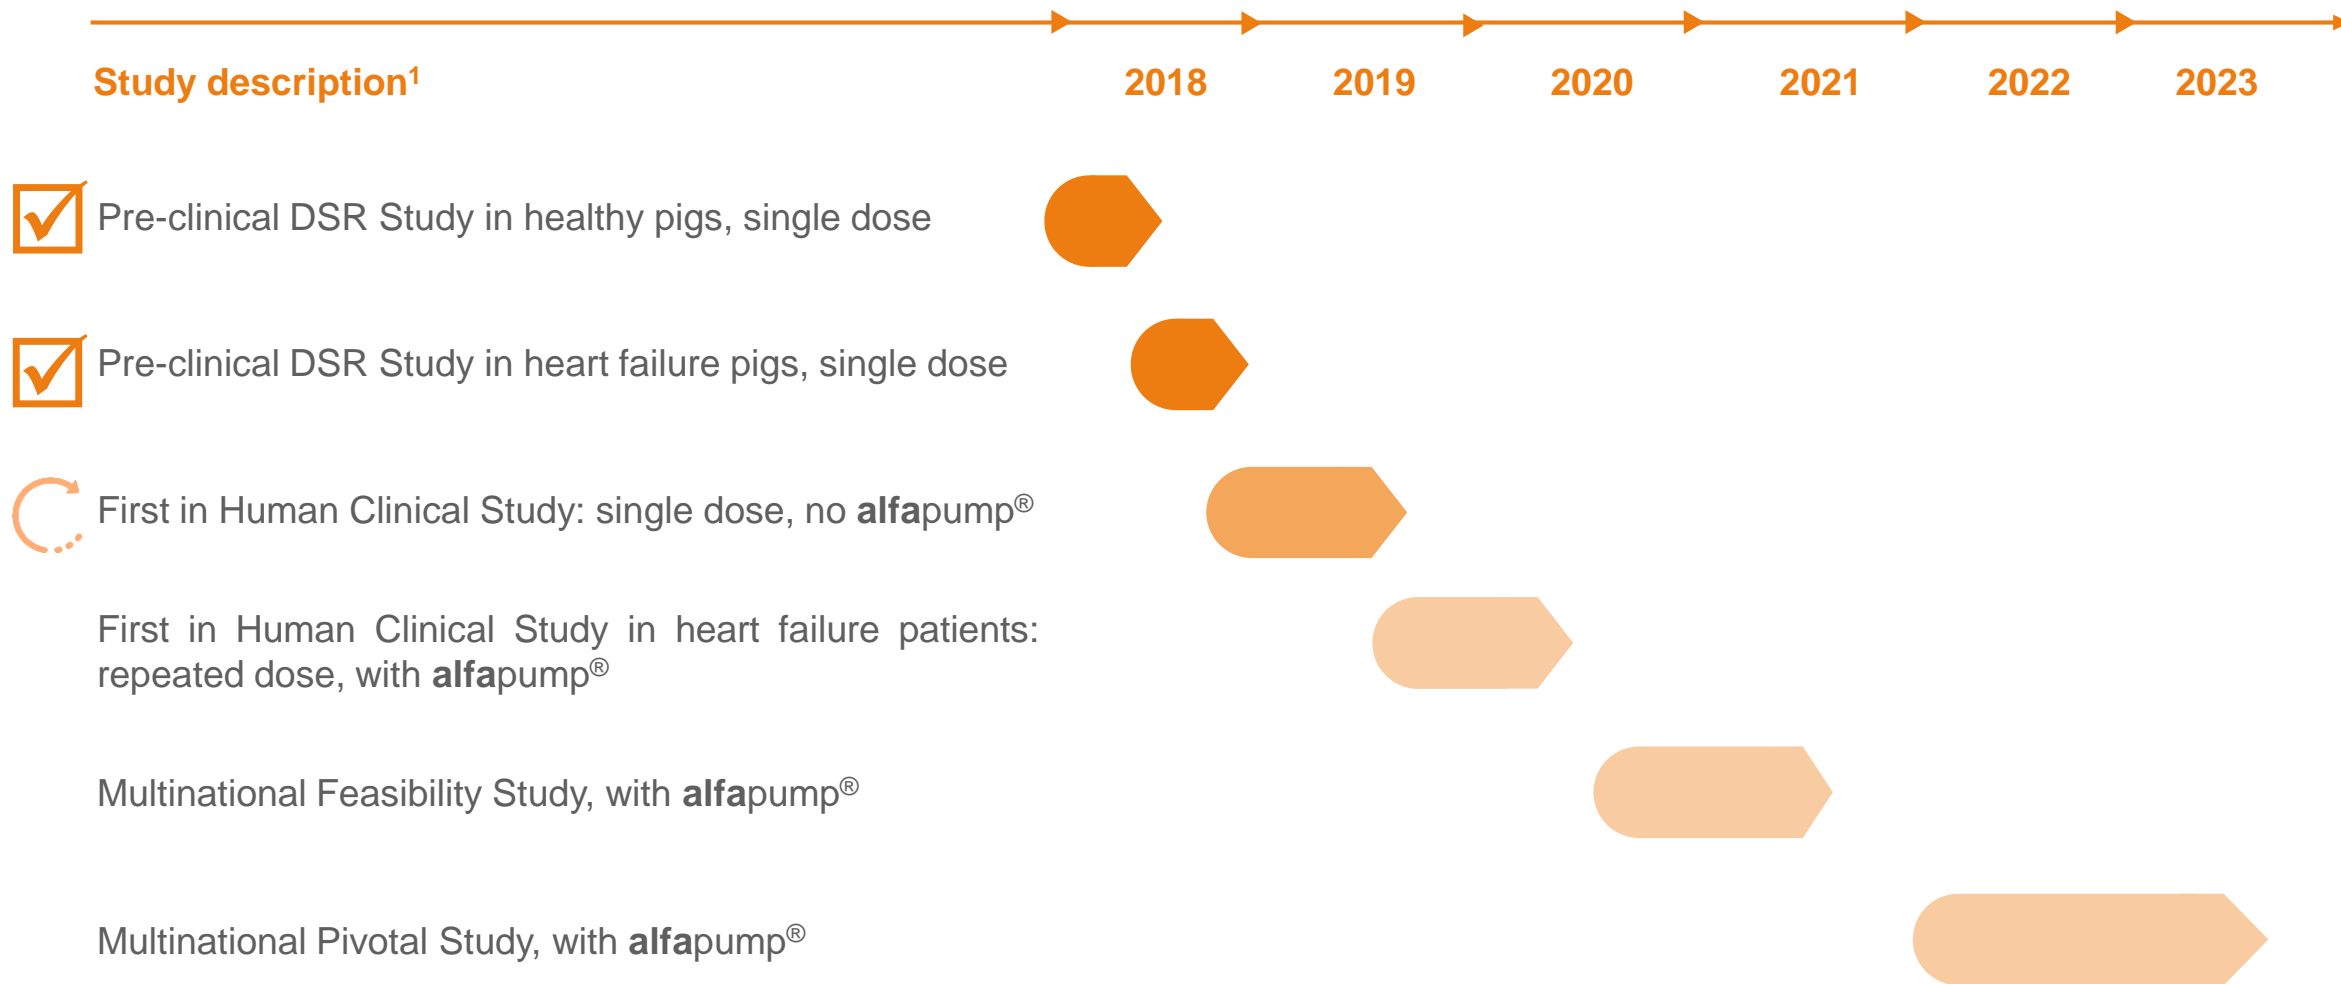 Study description¹ 2018 2019 2020 2021 2022 2023
Pre-clinical DSR Study in healthy pigs, single dose
Pre-clinical DSR Study in heart failure pigs, single dose
First in Human Clinical Study: single dose, no alfapump®
First in Human Clinical Study in heart failure patients:
repeated dose, with alfapump®
Multinational Feasibility Study, with alfapump®
Multinational Pivotal Study, with alfapump®